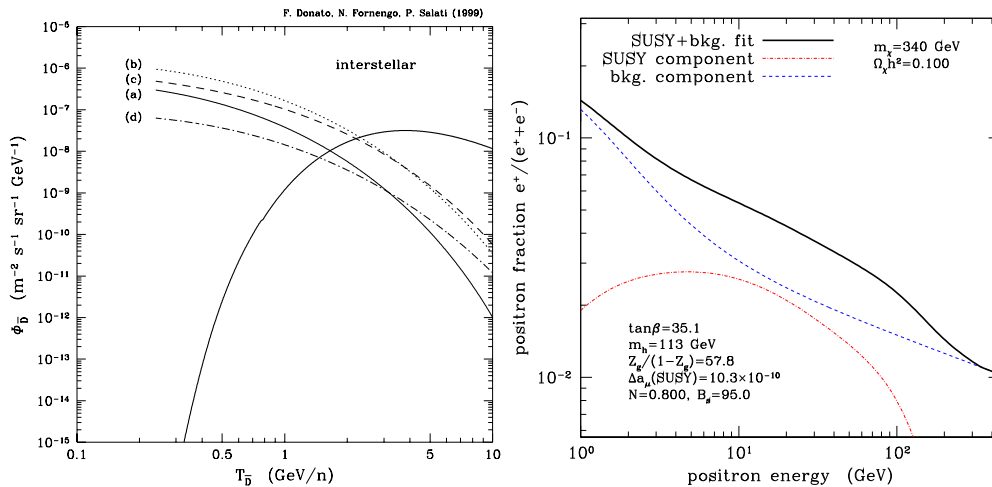 F. Donato, N. Fornengo, P. Salati (1999)
interstellar
(b)
(c)
(a)
(d)
10⁻⁶
10⁻⁷
10⁻⁸
10⁻⁹
10⁻¹⁰
10⁻¹¹
10⁻¹²
10⁻¹³
10⁻¹⁴
10⁻¹⁵
Φ_D̄ (m⁻² s⁻¹ sr⁻¹ GeV⁻¹)
0.1 0.5 1 5 10
T_D̄ (GeV/n)
SUSY+bkg. fit
SUSY component
bkg. component
m_χ=340 GeV
Ω_χh²=0.100
positron fraction e⁺/(e⁺+e⁻)
10⁻¹
10⁻²
tanβ=35.1
m_h=113 GeV
Z_g/(1−Z_g)=57.8
Δa_μ(SUSY)=10.3×10⁻¹⁰
N=0.800, B_s=95.0
10⁰ 10¹ 10²
positron energy (GeV)